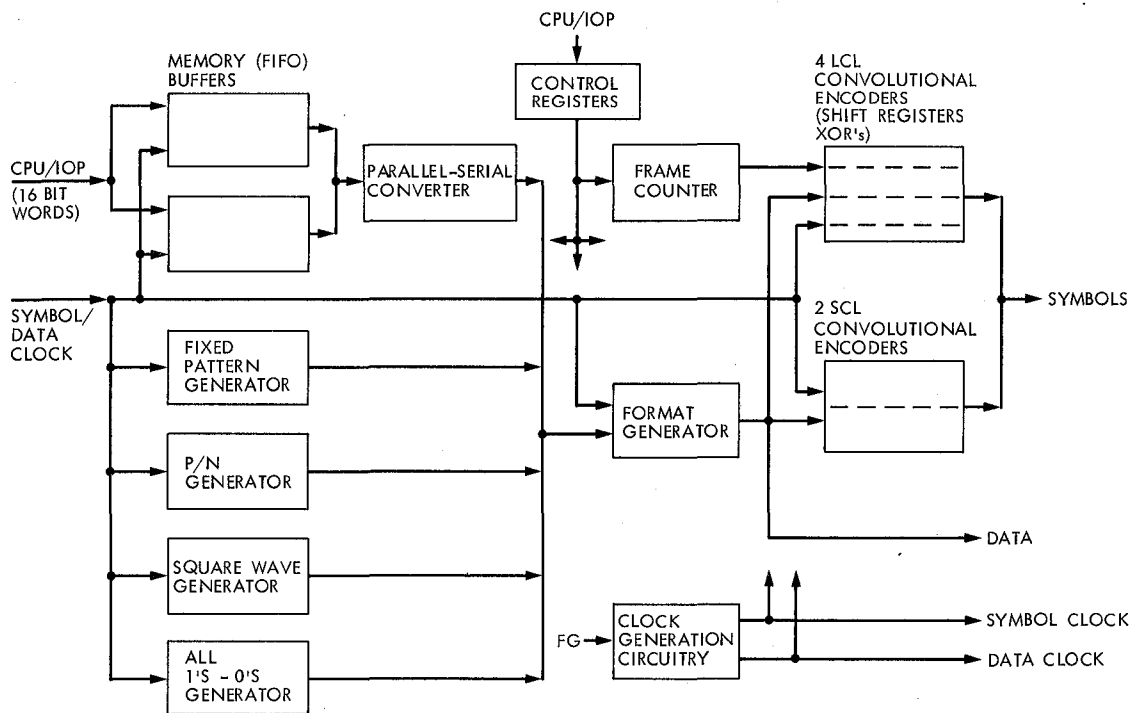 CPU/IOP
MEMORY (FIFO)
BUFFERS
CONTROL
REGISTERS
4 LCL
CONVOLUTIONAL
ENCODERS
(SHIFT REGISTERS
XOR's)
CPU/IOP
(16 BIT
WORDS)
PARALLEL-SERIAL
CONVERTER
FRAME
COUNTER
SYMBOL/
DATA
CLOCK
2 SCL
CONVOLUTIONAL
ENCODERS
SYMBOLS
FIXED
PATTERN
GENERATOR
FORMAT
GENERATOR
P/N
GENERATOR
DATA
SQUARE WAVE
GENERATOR
FG
CLOCK
GENERATION
CIRCUITRY
SYMBOL CLOCK
DATA CLOCK
ALL
1'S - 0'S
GENERATOR